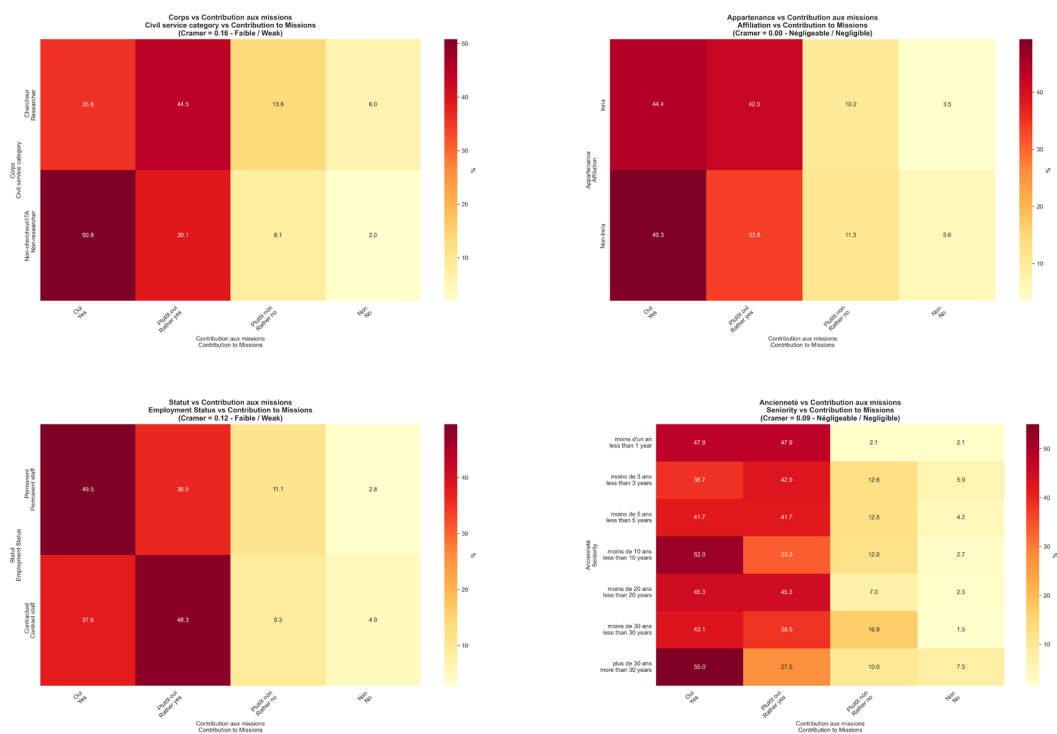 Corps vs Contribution aux missions
Civil service category vs Contribution to Missions
(Cramer = 0.16 - Faible / Weak)
Corps
Civil service category
Chercheur
Researcher
35.8 44.5 13.8 6.0
Non-chercheur/ITA
Non-researcher
50.8 39.1 8.1 2.0
Oui
Yes
Plutôt oui
Rather yes
Plutôt non
Rather no
Non
No
Contribution aux missions
Contribution to Missions
50
40
30
20
10
%
Appartenance vs Contribution aux missions
Affiliation vs Contribution to Missions
(Cramer = 0.00 - Négligeable / Negligible)
Appartenance
Affiliation
Inria
44.4 42.0 10.2 3.5
Non-Inria
49.3 33.8 11.3 5.6
Oui
Yes
Plutôt oui
Rather yes
Plutôt non
Rather no
Non
No
Contribution aux missions
Contribution to Missions
40
30
20
10
%
Statut vs Contribution aux missions
Employment Status vs Contribution to Missions
(Cramer = 0.12 - Faible / Weak)
Statut
Employment Status
Permanent
Permanent staff
49.5 36.5 11.1 2.8
Contractuel
Contract staff
37.6 48.3 9.3 4.9
Oui
Yes
Plutôt oui
Rather yes
Plutôt non
Rather no
Non
No
Contribution aux missions
Contribution to Missions
40
30
20
10
%
Ancienneté vs Contribution aux missions
Seniority vs Contribution to Missions
(Cramer = 0.09 - Négligeable / Negligible)
Ancienneté
Seniority
moins d'un an
less than 1 year
47.9 47.9 2.1 2.1
moins de 3 ans
less than 3 years
38.7 42.9 12.6 5.9
moins de 5 ans
less than 5 years
41.7 41.7 12.5 4.2
moins de 10 ans
less than 10 years
52.0 33.3 12.0 2.7
moins de 20 ans
less than 20 years
45.3 45.3 7.0 2.3
moins de 30 ans
less than 30 years
43.1 38.5 16.9 1.5
plus de 30 ans
more than 30 years
55.0 27.5 10.0 7.5
Oui
Yes
Plutôt oui
Rather yes
Plutôt non
Rather no
Non
No
Contribution aux missions
Contribution to Missions
50
40
30
20
10
%